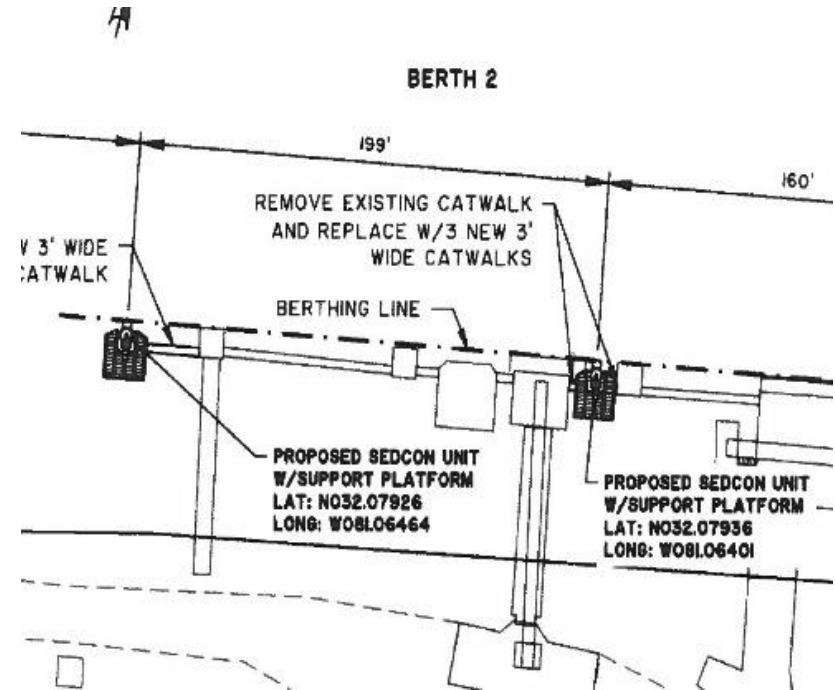 BERTH 2
199'
160'
REMOVE EXISTING CATWALK
AND REPLACE W/3 NEW 3'
WIDE CATWALKS
3' WIDE
CATWALK
BERTHING LINE
PROPOSED SEDCON UNIT
W/SUPPORT PLATFORM
LAT: N032.07926
LONG: W081.06464
PROPOSED SEDCON UNIT
W/SUPPORT PLATFORM
LAT: N032.07936
LONG: W081.06401